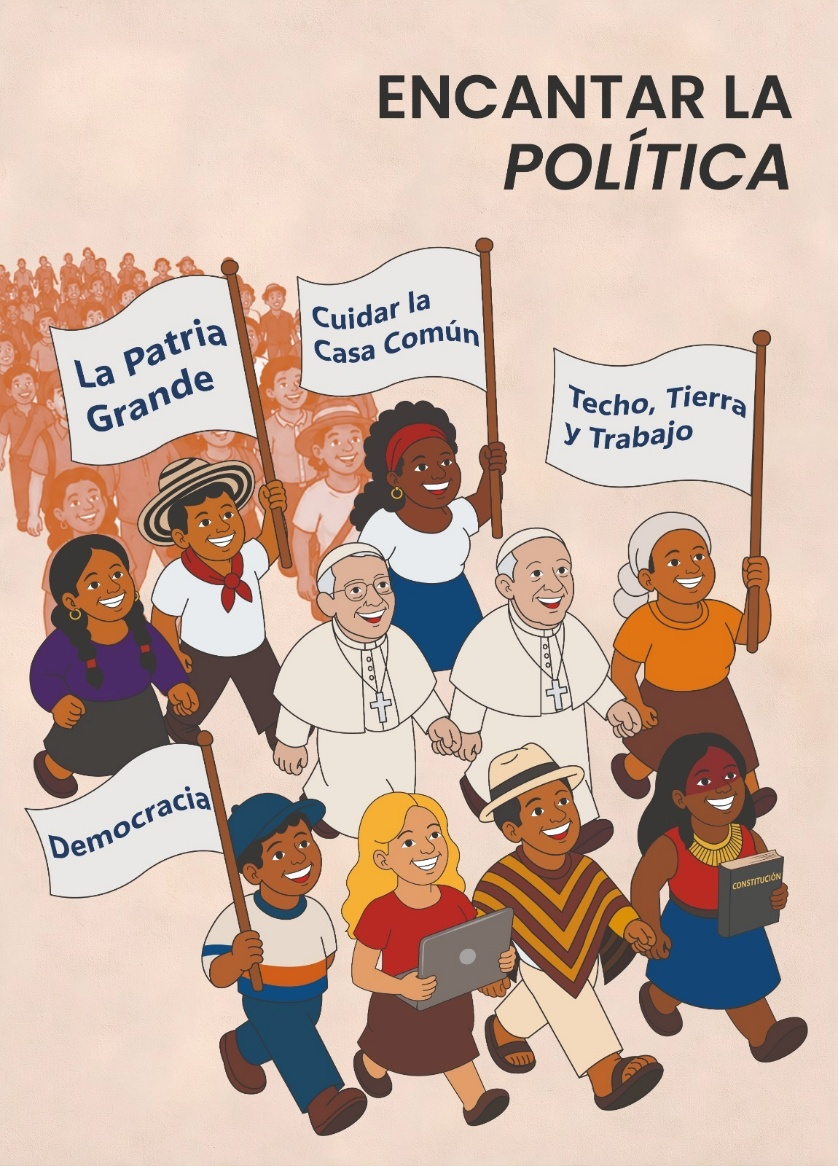 ENCANTAR LA
POLÍTICA
La Patria
Grande
Cuidar la
Casa Común
Techo, Tierra
y Trabajo
Democracia
CONSTITUCIÓN